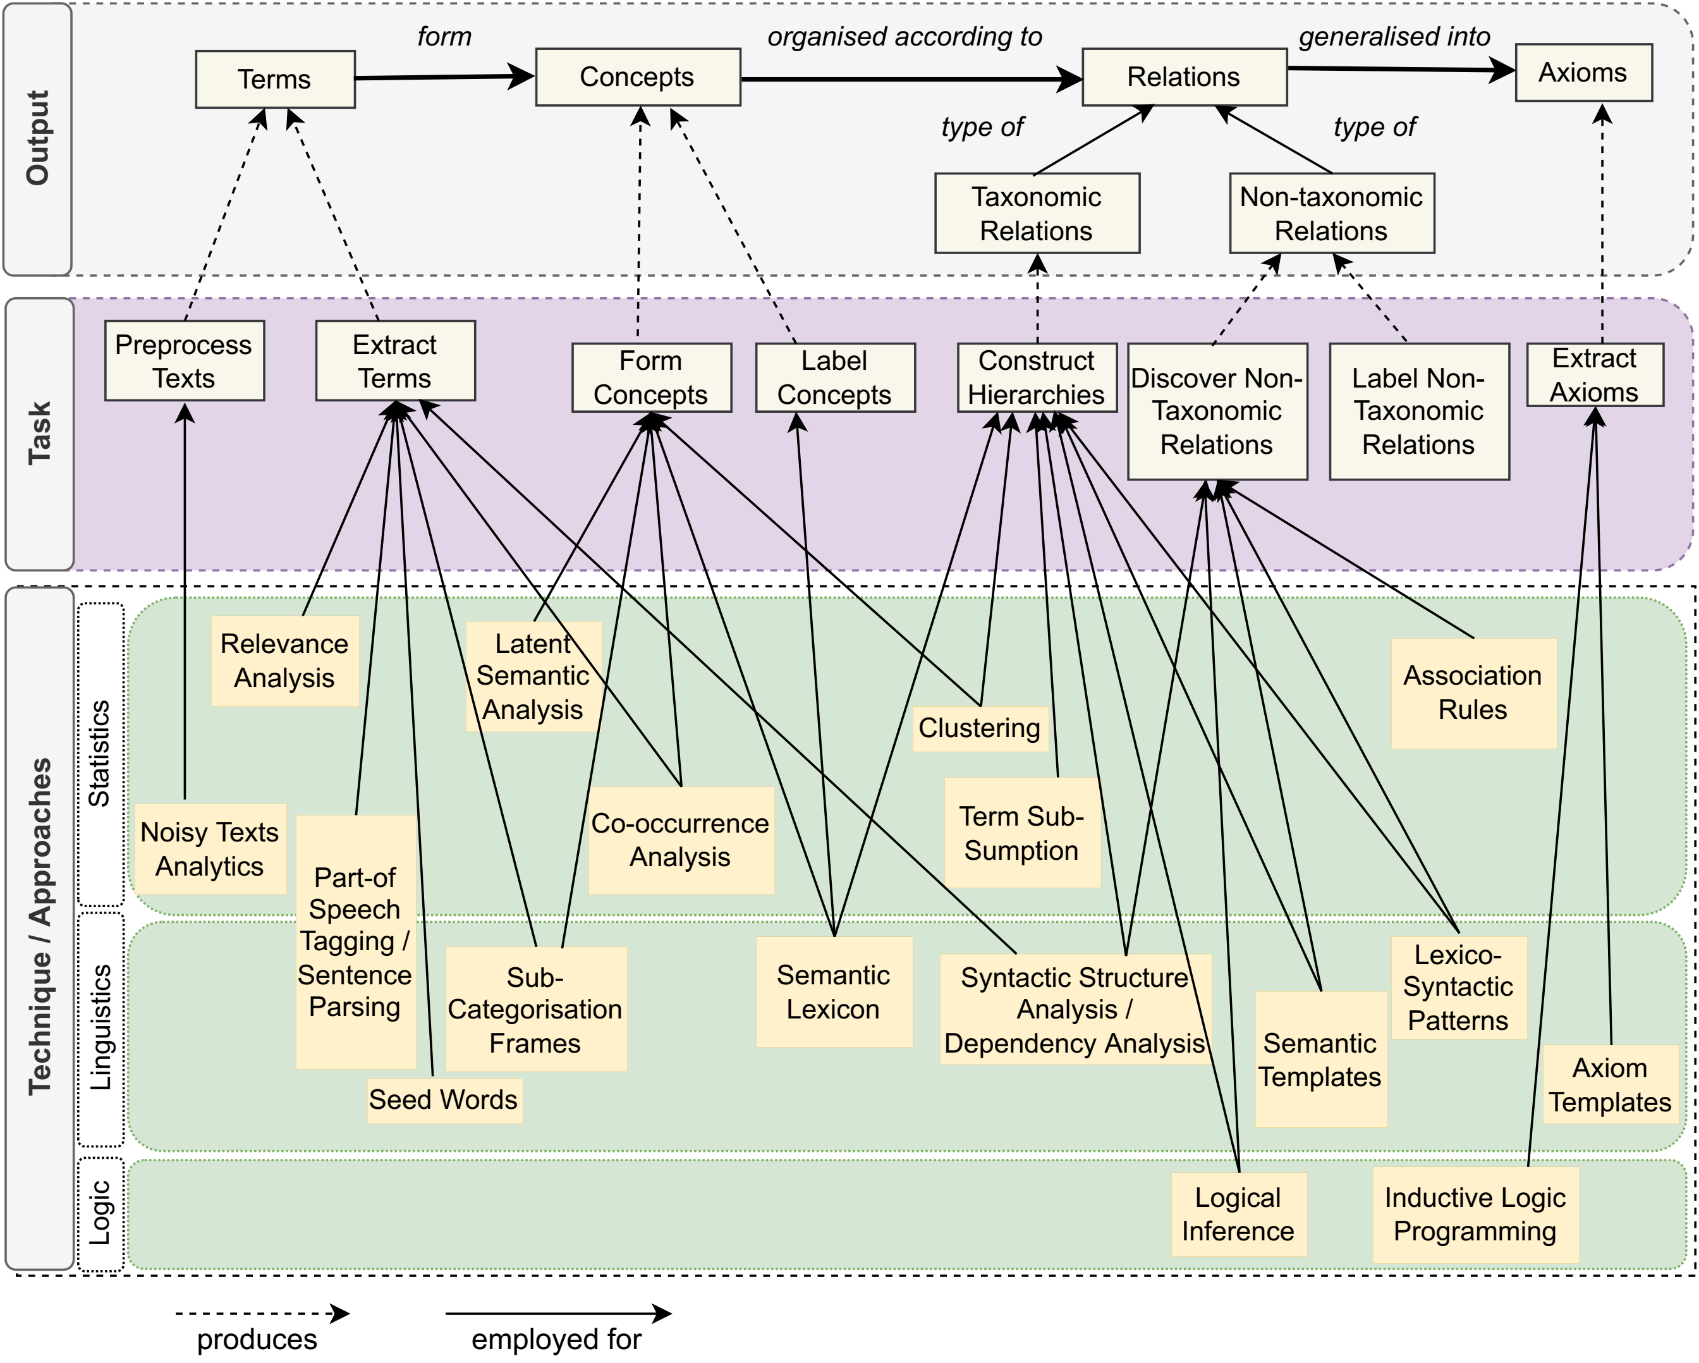 Output
form
organised according to
generalised into
Terms
Concepts
Relations
Axioms
type of
type of
Taxonomic
Relations
Non-taxonomic
Relations
Task
Preprocess
Texts
Extract
Terms
Form
Concepts
Label
Concepts
Construct
Hierarchies
Discover Non-
Taxonomic
Relations
Label Non-
Taxonomic
Relations
Extract
Axioms
Technique / Approaches
Statistics
Relevance
Analysis
Latent
Semantic
Analysis
Clustering
Association
Rules
Noisy Texts
Analytics
Co-occurrence
Analysis
Term Sub-
Sumption
Linguistics
Part-of
Speech
Tagging /
Sentence
Parsing
Sub-
Categorisation
Frames
Semantic
Lexicon
Syntactic Structure
Analysis /
Dependency Analysis
Semantic
Templates
Lexico-
Syntactic
Patterns
Axiom
Templates
Seed Words
Logic
Logical
Inference
Inductive Logic
Programming
produces
employed for